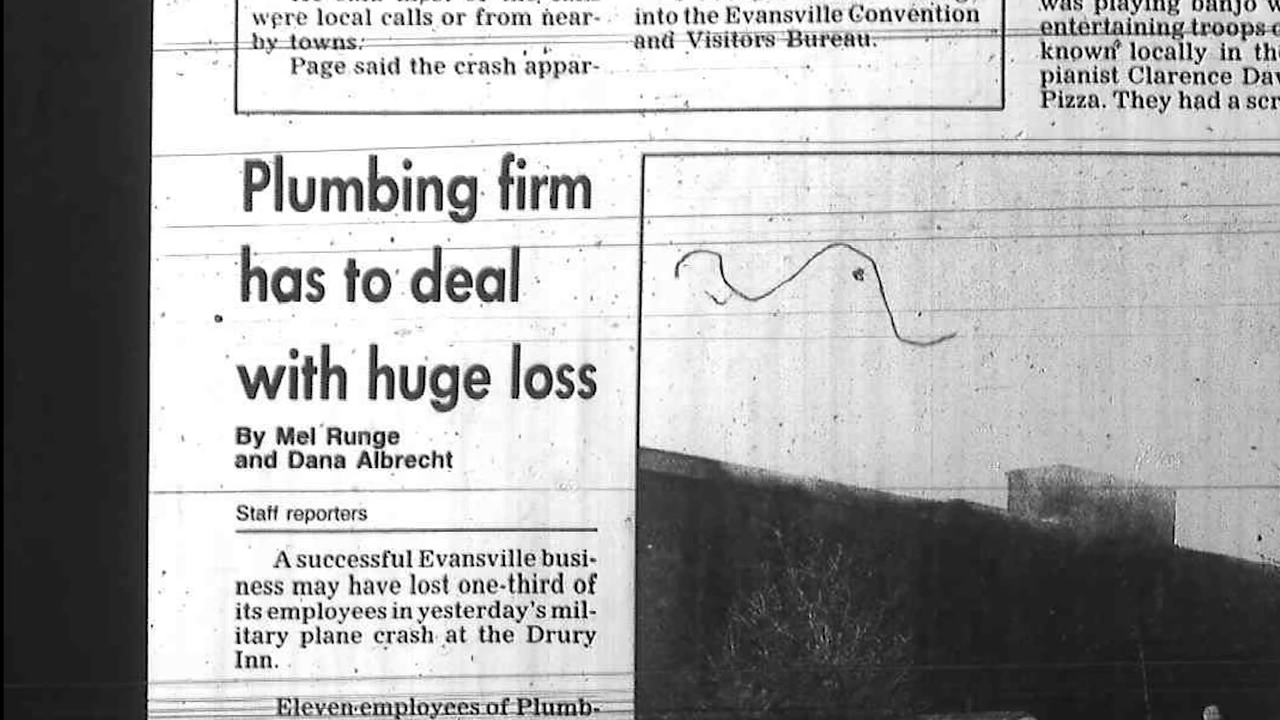 were local calls or from near-
by towns.
Page said the crash appar-
into the Evansville Convention
and Visitors Bureau.
was playing banjo
entertaining troops
known locally in
pianist Clarence
Pizza. They had a
Plumbing firm
has to deal
with huge loss
By Mel Runge
and Dana Albrecht
Staff reporters
A successful Evansville busi-
ness may have lost one-third of
its employees in yesterday's mil-
itary plane crash at the Drury
Inn.
Eleven employees of Plumb-